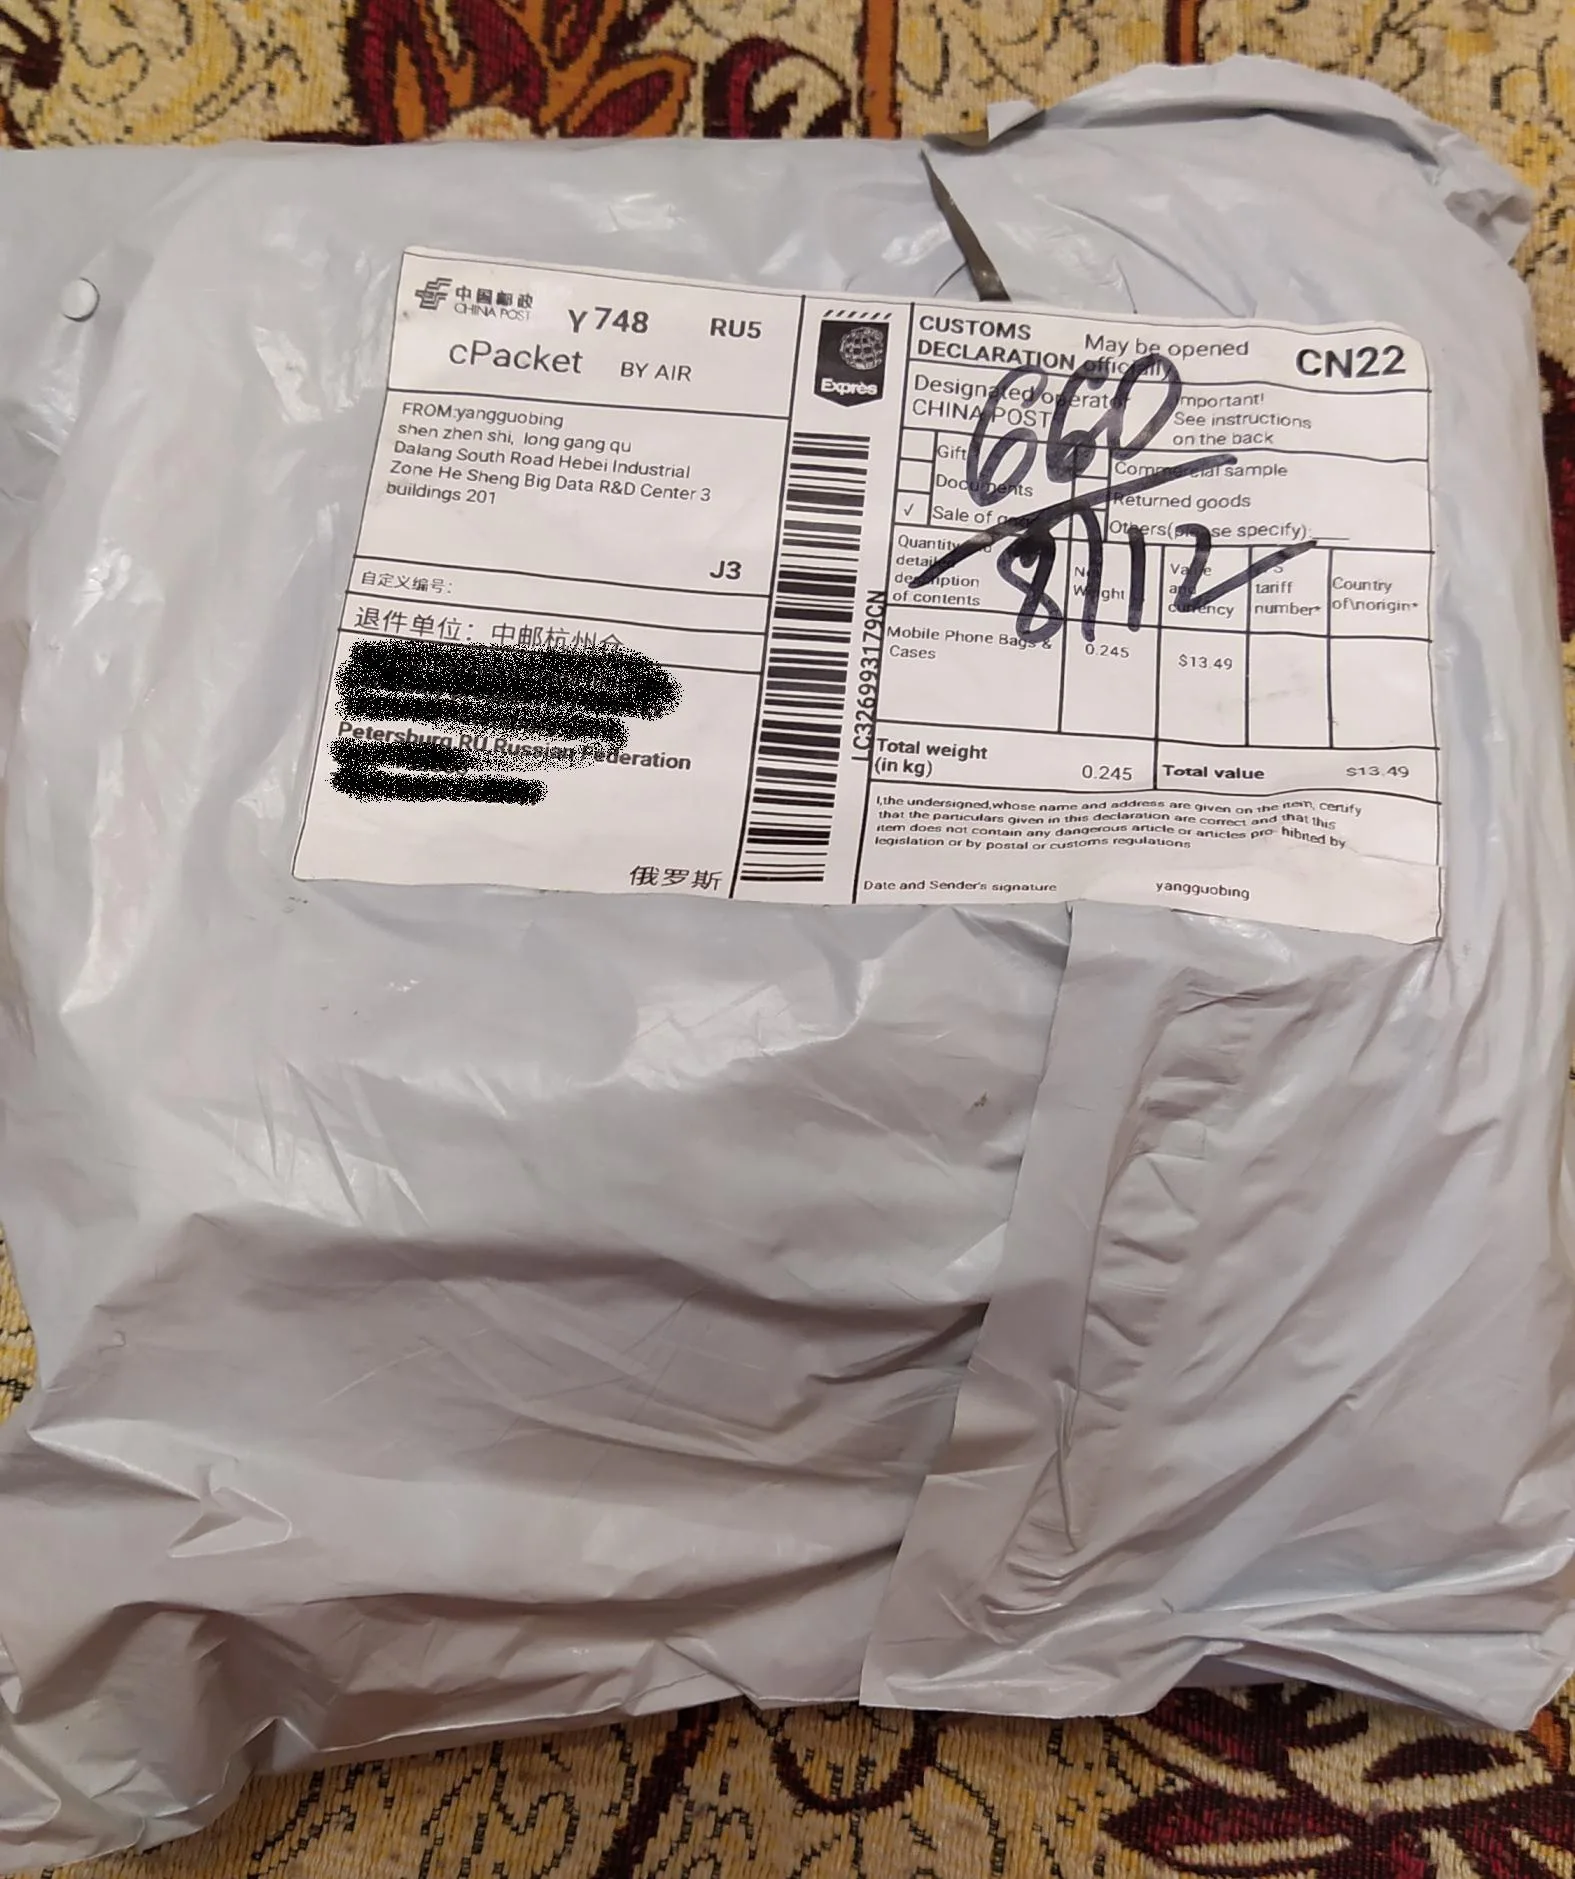 中国邮政
CHINA POST
Y748 RU5
cPacket BY AIR
FROM:yangguobing
shen zhen shi, long gang qu
Dalang South Road Hebei Industrial
Zone He Sheng Big Data R&D Center 3
buildings 201
J3
自定义编号:
退件单位: 中邮杭州仓
Petersburg RU Russian Federation
俄罗斯
Exprès
LC326993179CN
CUSTOMS
DECLARATION
May be opened
officially
CN22
Designated operator
CHINA POST
Important!
See instructions
on the back
Gift
Commercial sample
Documents
Returned goods
√ Sale of goods
Others(please specify):
Quantity and
detailed
description
of contents
Net
Weight
Value
and
currency
tariff
number*
Country
of\norigin*
Mobile Phone Bags &
Cases
0.245
$13.49
Total weight
(in kg)
0.245
Total value
$13.49
I,the undersigned,whose name and address are given on the item, certify
that the particulars given in this declaration are correct and that this
item does not contain any dangerous article or articles pro- hibited by
legislation or by postal or customs regulations
Date and Sender's signature
yangguobing
660
8/12